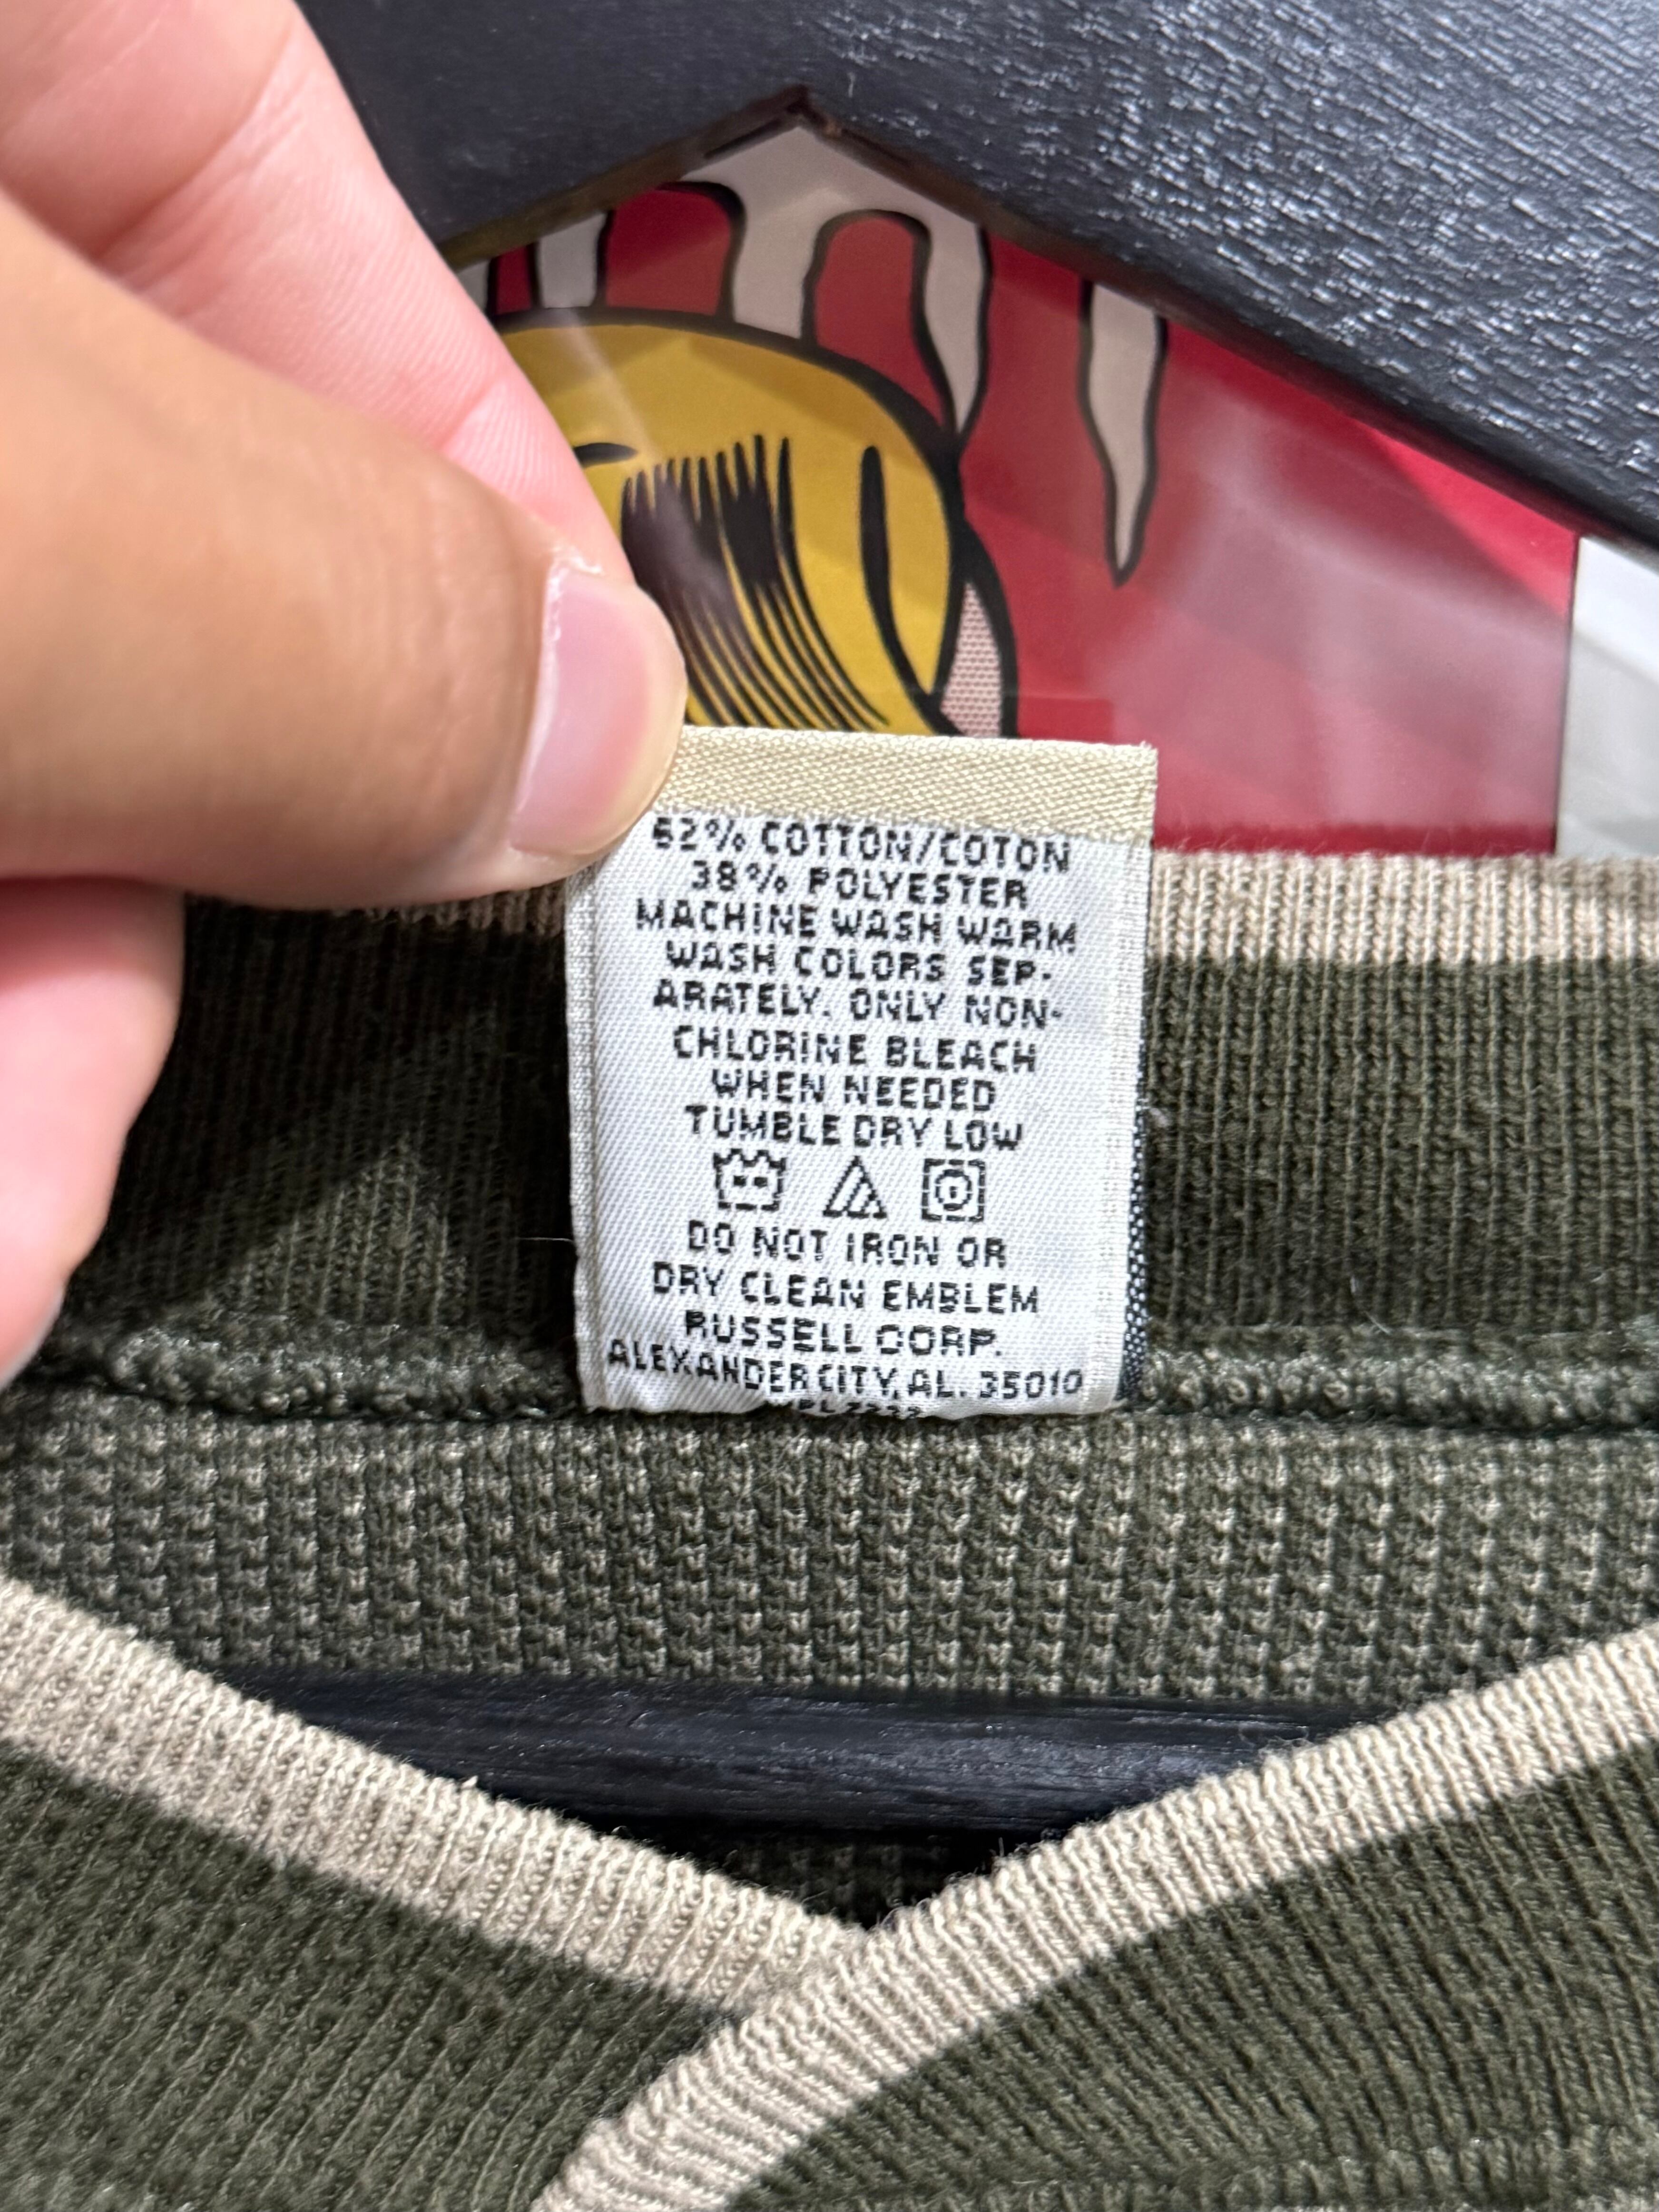 62% COTTON/COTON
38% POLYESTER
MACHINE WASH WARM
WASH COLORS SEP-
ARATELY. ONLY NON-
CHLORINE BLEACH
WHEN NEEDED
TUMBLE DRY LOW
DO NOT IRON OR
DRY CLEAN EMBLEM
RUSSELL CORP.
ALEXANDER CITY, AL. 35010